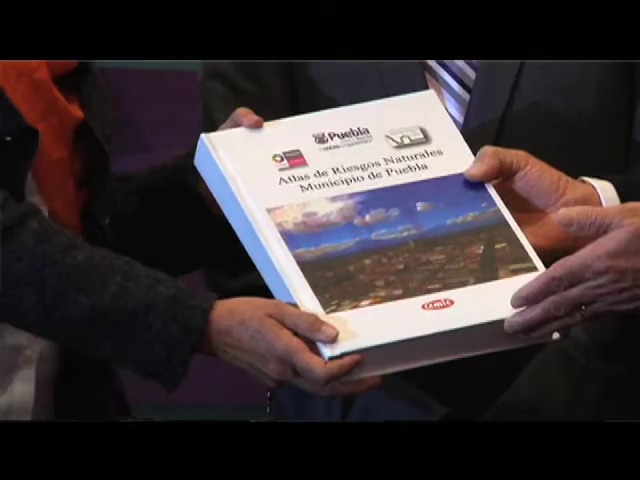 Puebla
Atlas de Riesgos Naturales
Municipio de Puebla
cemic